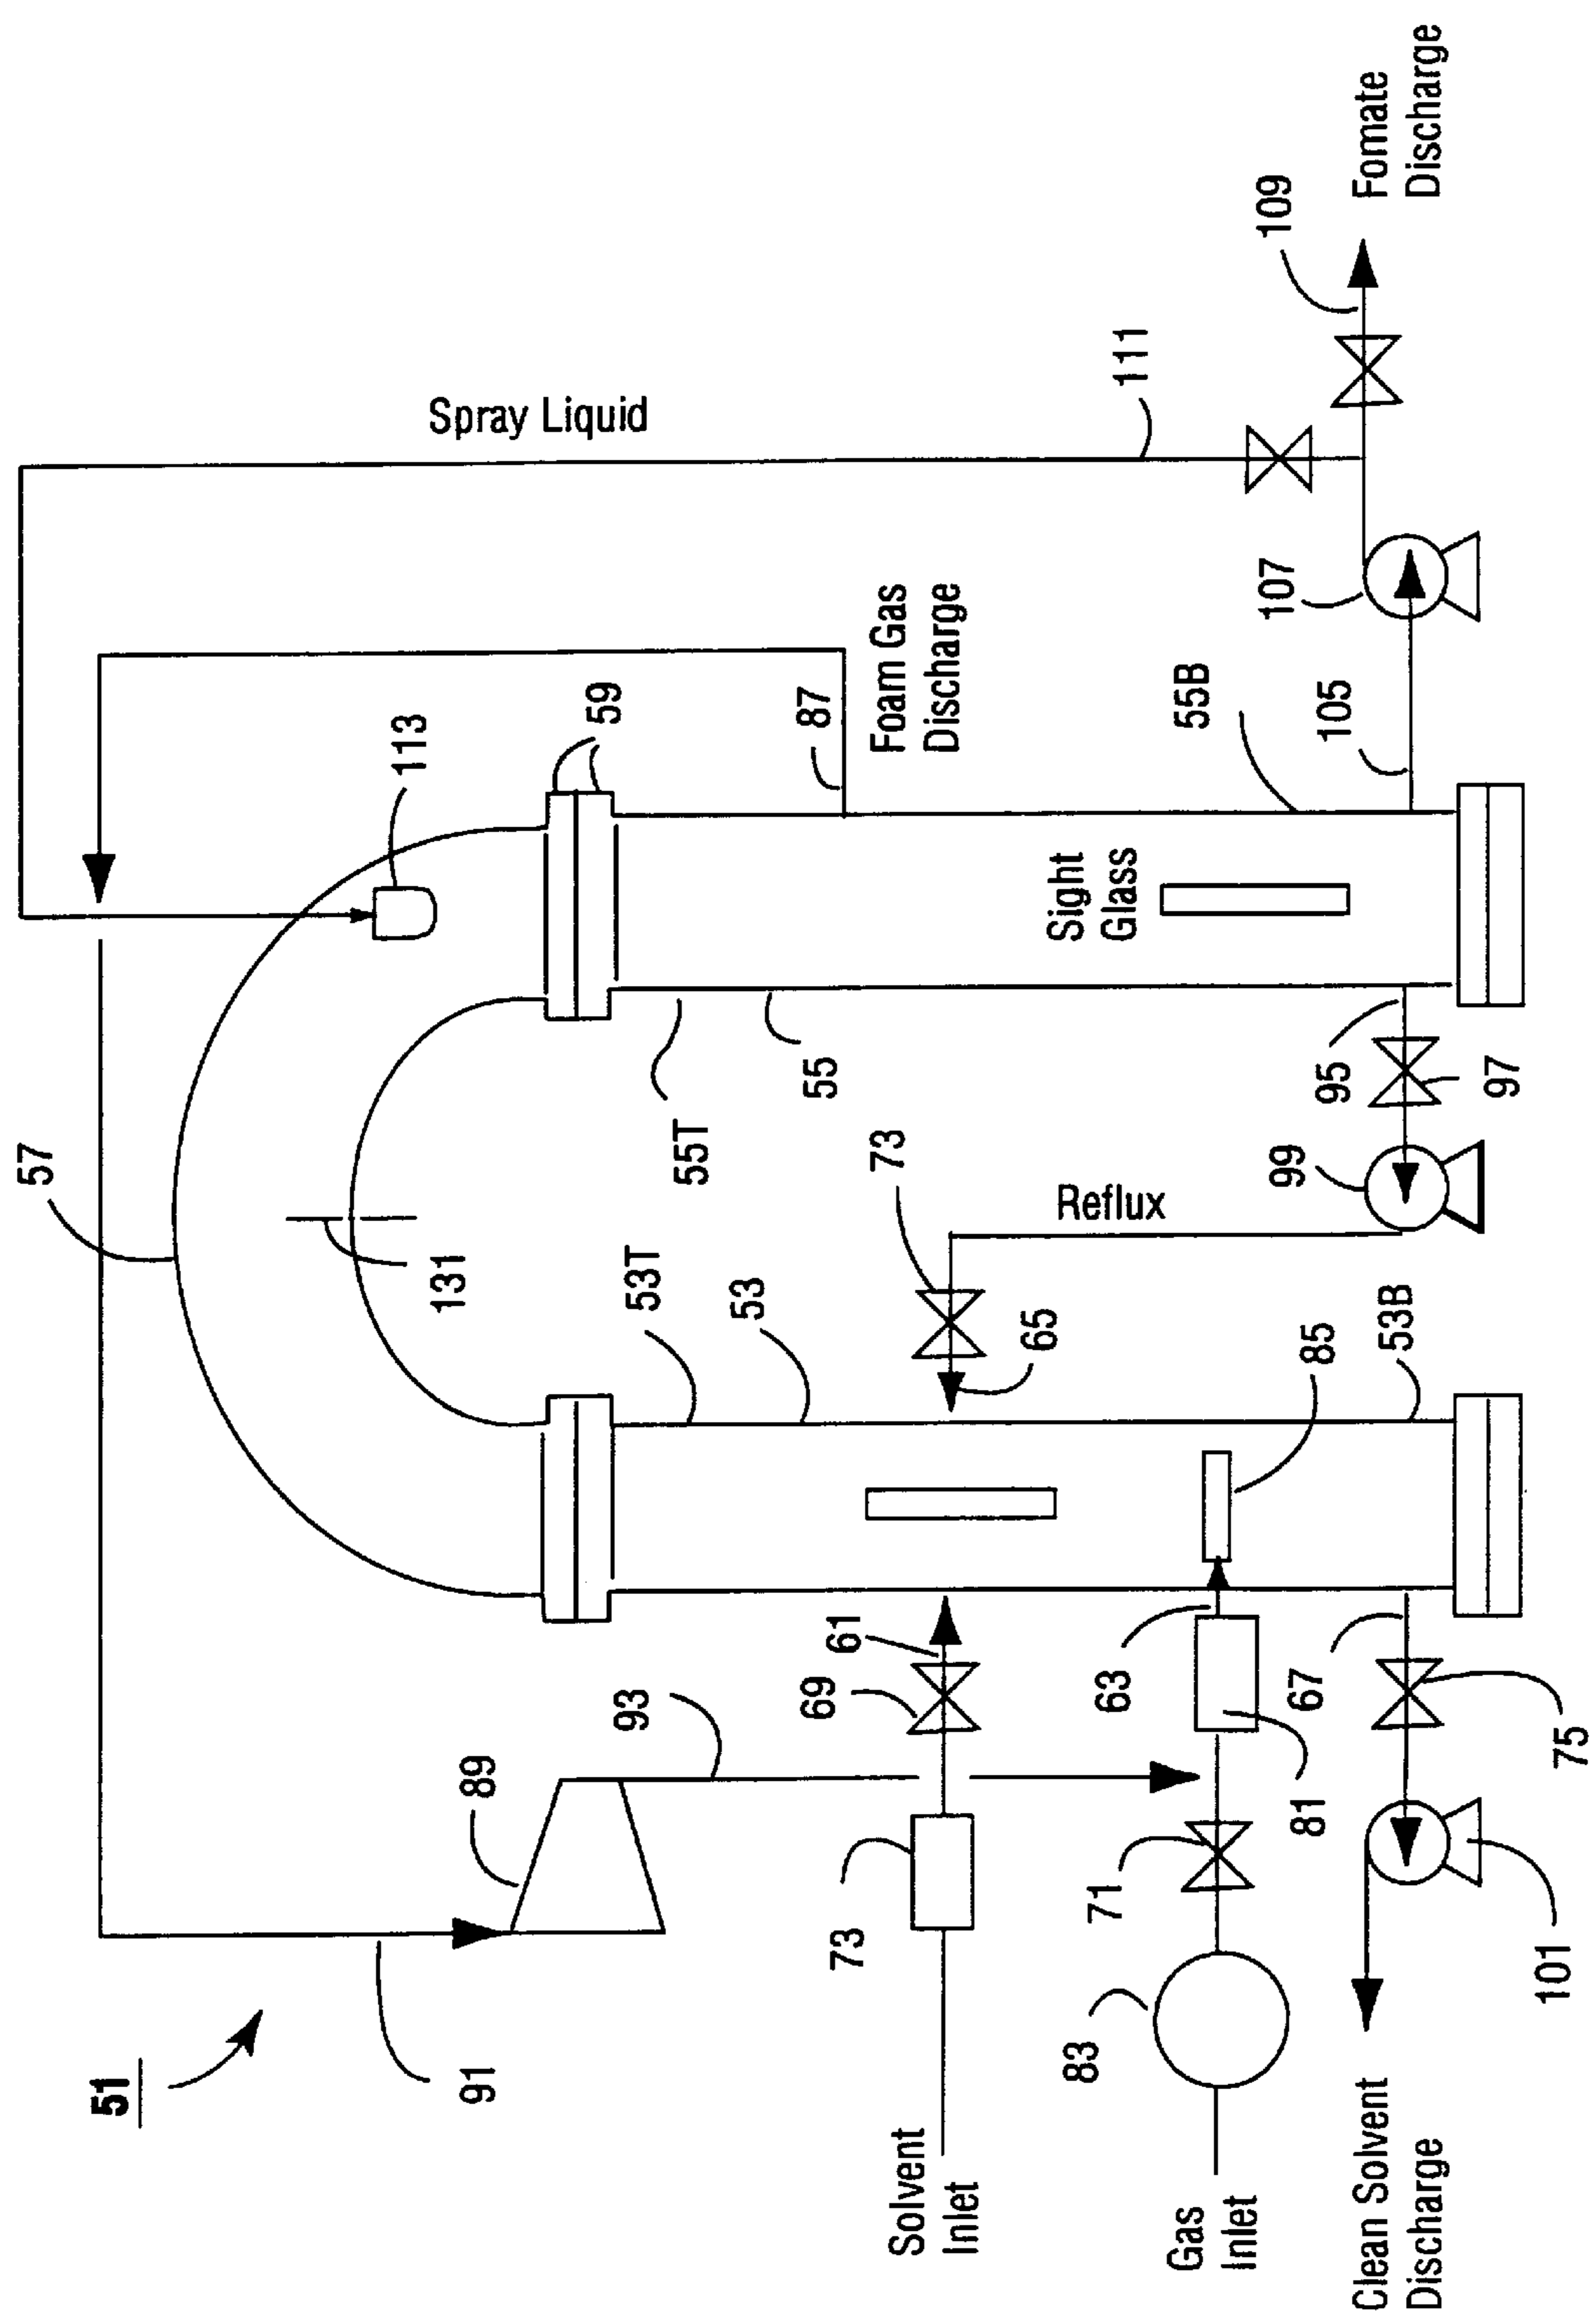 51
91
57
89
93
Spray Liquid
113
59
87
Foam Gas
Discharge
131
53T
53
55T
55
73
65
Reflux
Sight
Glass
55B
111
109
Fomate
Discharge
107
105
95
97
99
85
53B
Solvent
Inlet
73
69
61
Gas
Inlet
83
71
81
63
67
75
101
Clean Solvent
Discharge